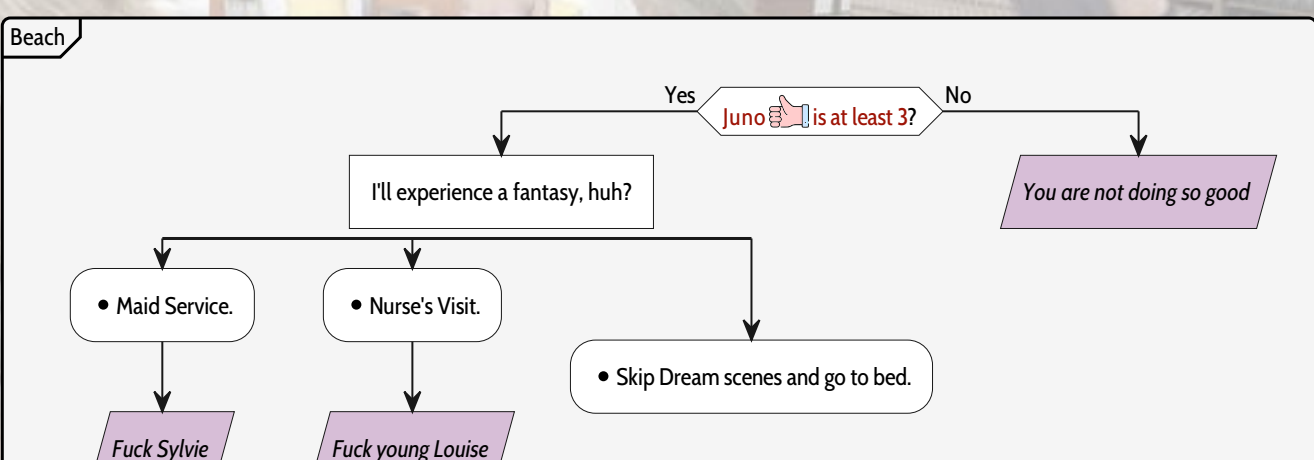 Beach
Yes
Juno is at least 3?
No
I'll experience a fantasy, huh?
You are not doing so good
• Maid Service.
• Nurse's Visit.
• Skip Dream scenes and go to bed.
Fuck Sylvie
Fuck young Louise